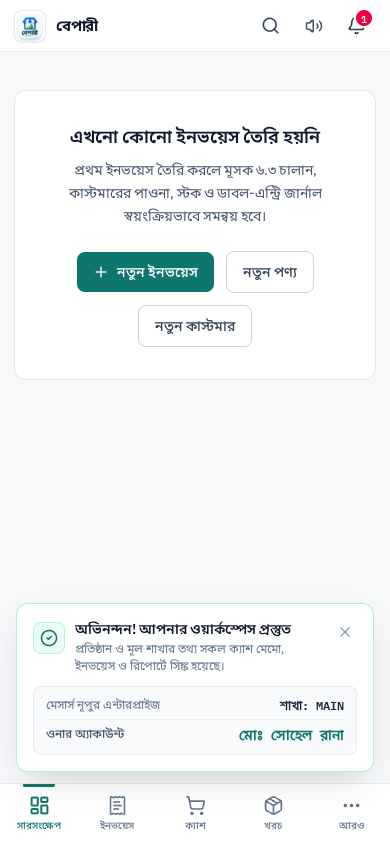 বেপারী
বেপারী
1
এখনো কোনো ইনভয়েস তৈরি হয়নি
প্রথম ইনভয়েস তৈরি করলে মূসক ৬.৩ চালান,
কাস্টমারের পাওনা, স্টক ও ডাবল-এন্ট্রি জার্নাল
স্বয়ংক্রিয়ভাবে সমন্বয় হবে।
+ নতুন ইনভয়েস
নতুন পণ্য
নতুন কাস্টমার
অভিনন্দন! আপনার ওয়ার্কস্পেস প্রস্তুত
প্রতিষ্ঠান ও মূল শাখার তথ্য সকল ক্যাশ মেমো,
ইনভয়েস ও রিপোর্টে সিঙ্ক হয়েছে।
মেসার্স নূপুর এন্টারপ্রাইজ শাখা: MAIN
ওনার অ্যাকাউন্ট মোঃ সোহেল রানা
সারসংক্ষেপ ইনভয়েস ক্যাশ খরচ আরও